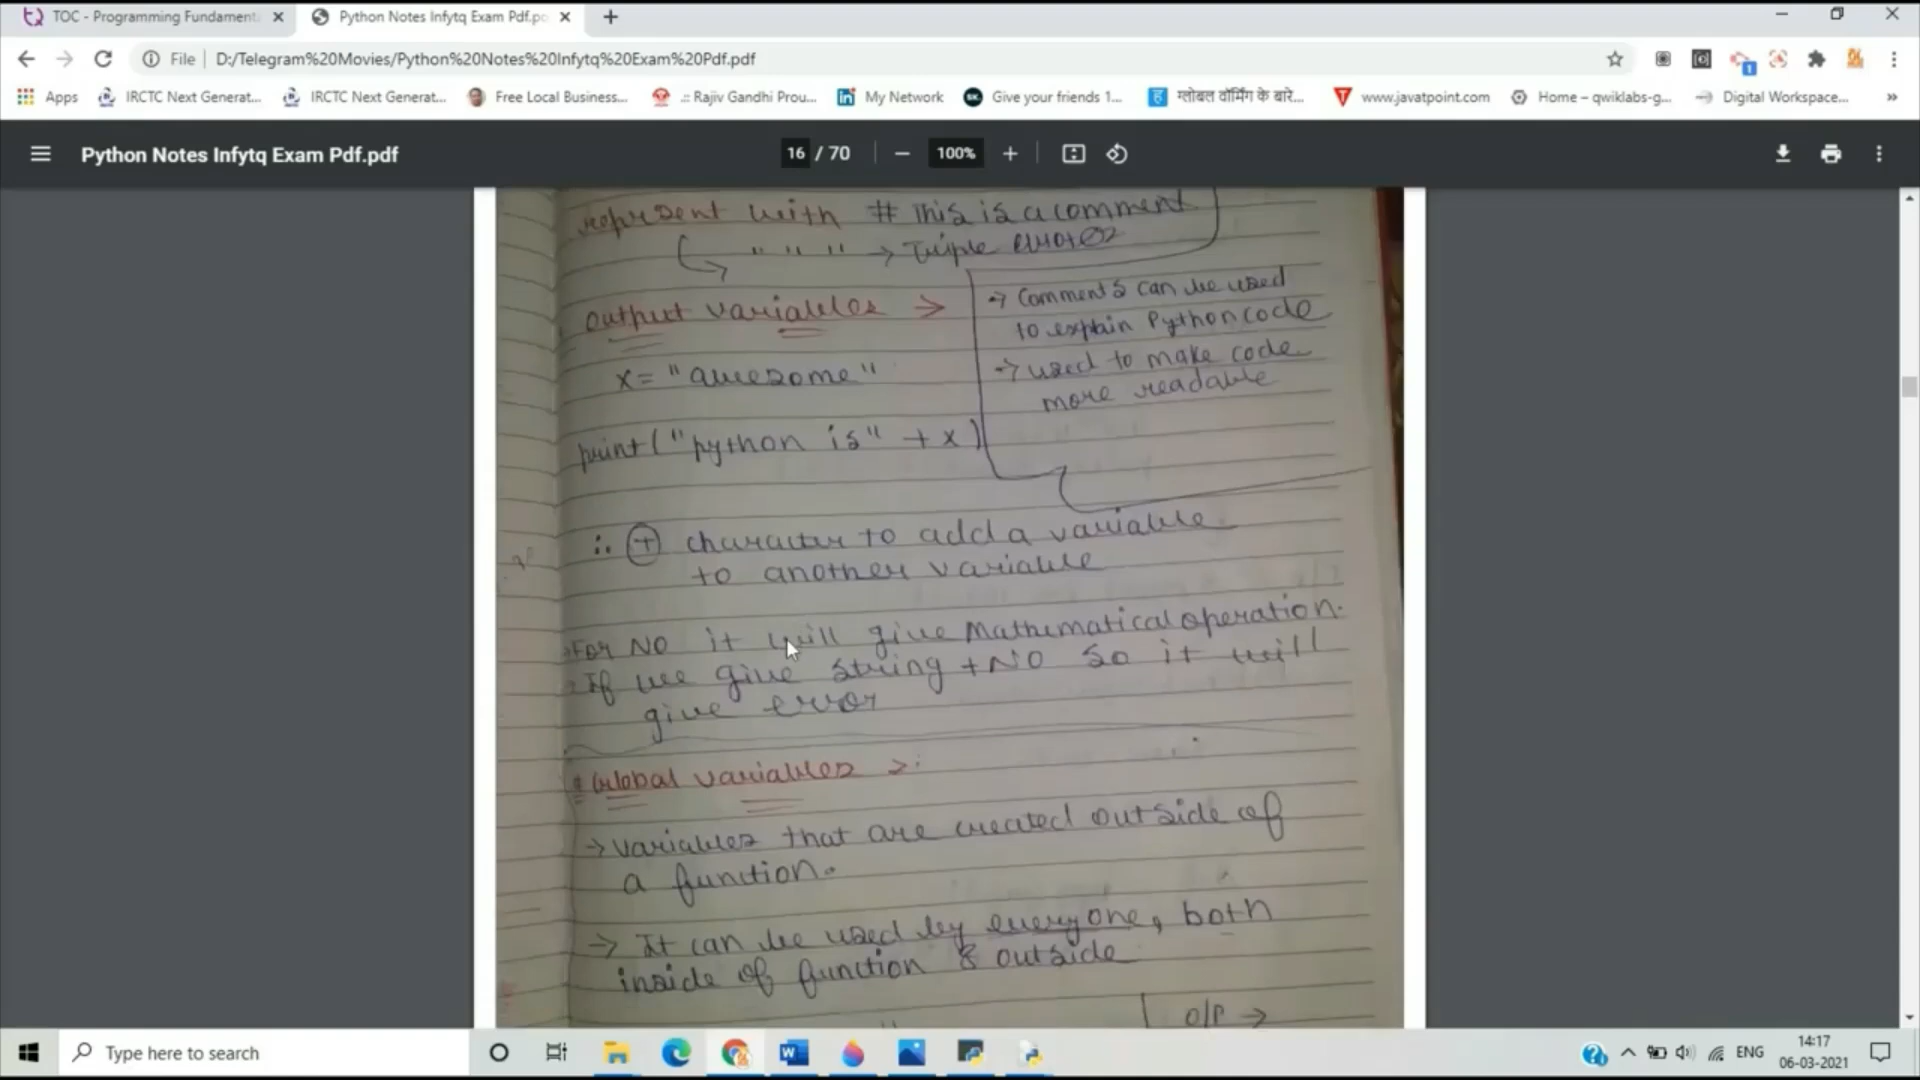 TOC - Programming Fundament
Python Notes Infytq Exam Pdf.po
File
D:/Telegram%20Movies/Python%20Notes%20Infytq%20Exam%20Pdf.pdf
Apps
IRCTC Next Generat...
IRCTC Next Generat...
Free Local Business...
.:: Rajiv Gandhi Prou...
My Network
Give your friends 1...
ग्लोबल वॉर्मिंग के बारे...
www.javatpoint.com
Home – qwiklabs-g...
Digital Workspace...
Python Notes Infytq Exam Pdf.pdf
16 / 70
100%
represent with # This is a comment
" " " → Triple quotes
output variables >
→ Comments can be used
to explain Python code
→ used to make code
more readable
x = "awesome"
print("python is" + x)
∴ + character to add a variable
to another variable
For NO it will give Mathematical operation.
If we give string + NO so it will
give error
Global variables >:
→ variables that are created outside of
a function.
→ It can be used by everyone, both
inside of function & outside
O/P →
Type here to search
ENG
14:17
06-03-2021